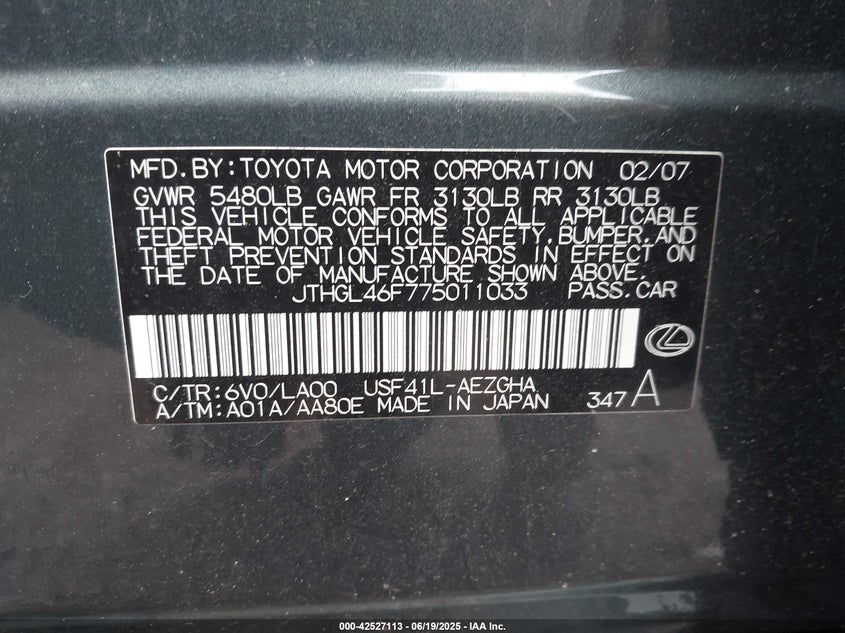 MFD.BY:TOYOTA MOTOR CORPORATION 02/07
GVWR 5480LB GAWR FR 3130LB RR 3130LB
THIS VEHICLE CONFORMS TO ALL APPLICABLE
FEDERAL MOTOR VEHICLE SAFETY,BUMPER,AND
THEFT PREVENTION STANDARDS IN EFFECT ON
THE DATE OF MANUFACTURE SHOWN ABOVE.
JTHGL46F775011033 PASS.CAR
C/TR:6V0/LA00 USF41L-AEZGHA
A/TM:A01A/AA80E MADE IN JAPAN 347A
000-42527113 - 06/19/2025 - IAA Inc.